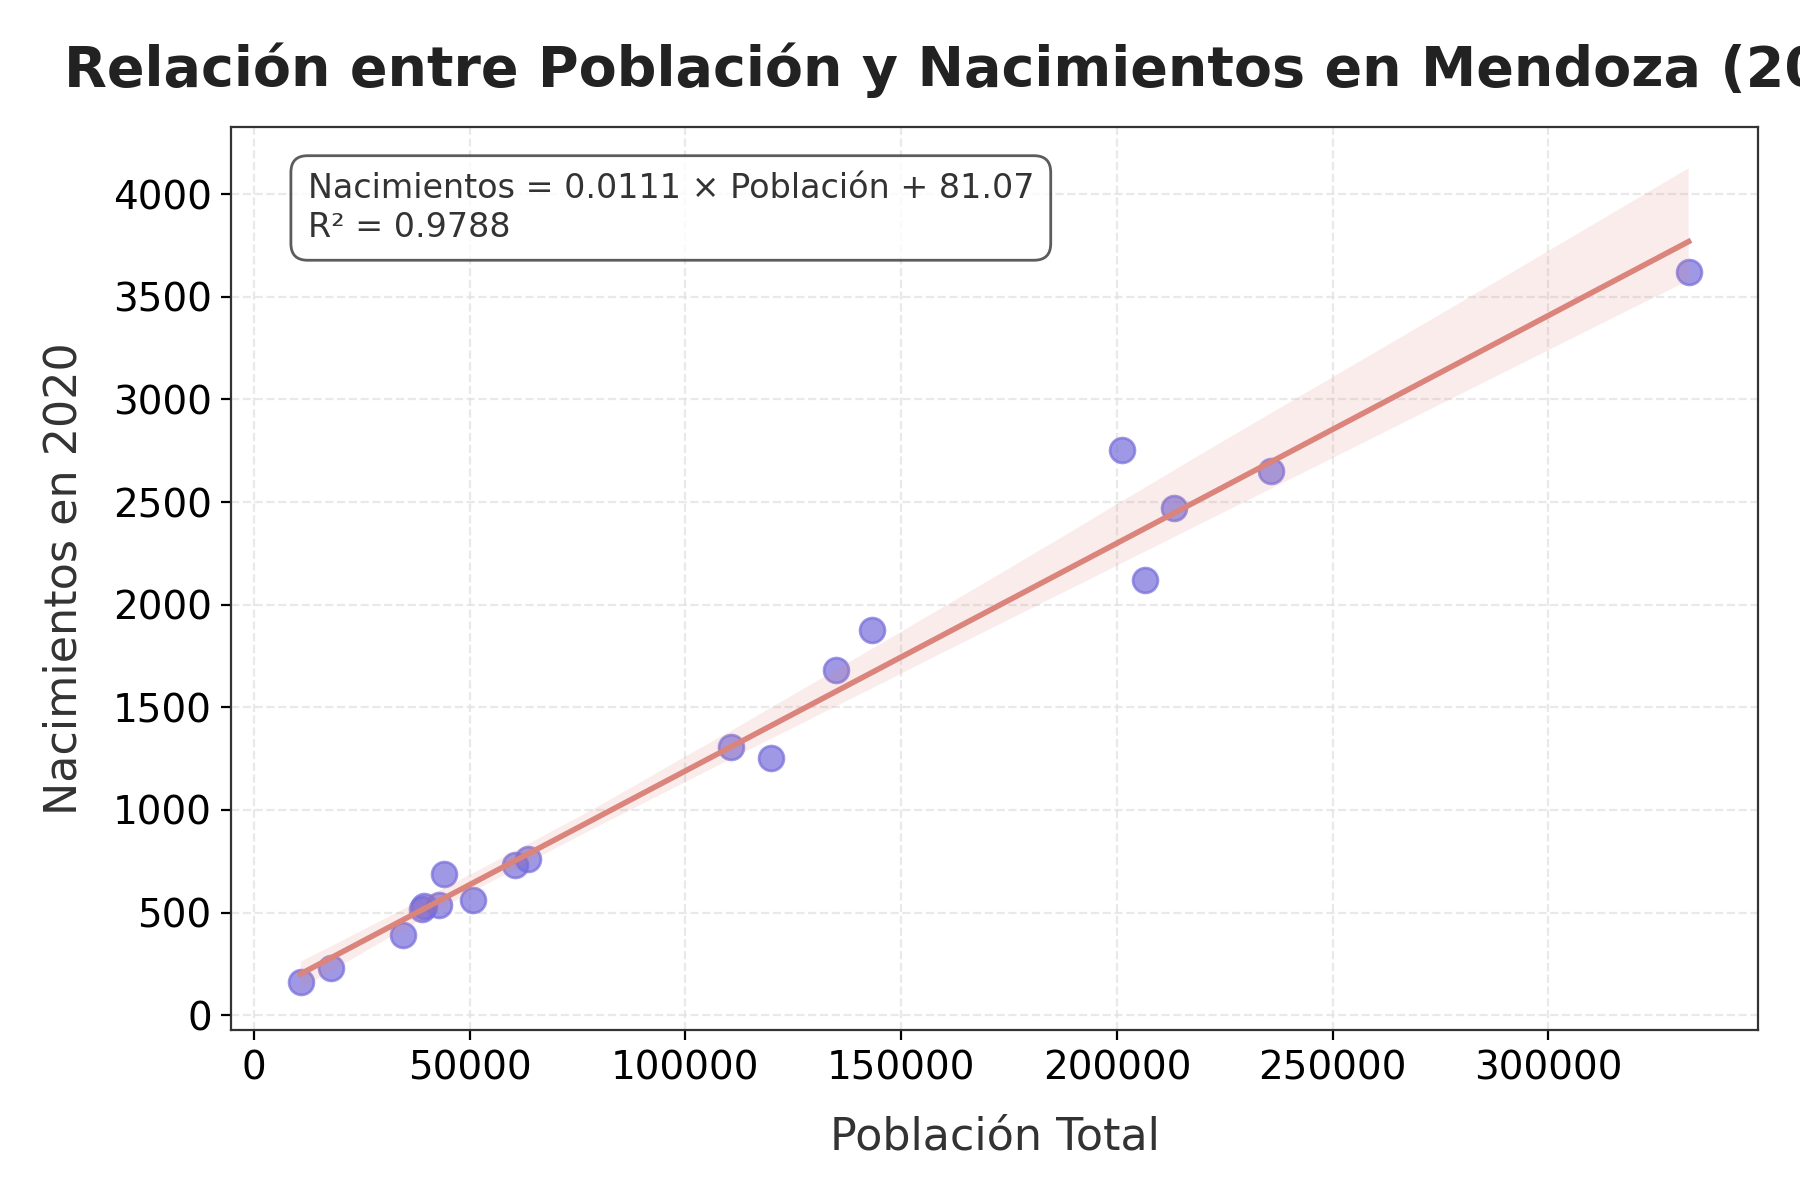 Relación entre Población y Nacimientos en Mendoza (20
Nacimientos = 0.0111 × Población + 81.07
R² = 0.9788
Nacimientos en 2020
4000
3500
3000
2500
2000
1500
1000
500
0
0 50000 100000 150000 200000 250000 300000
Población Total